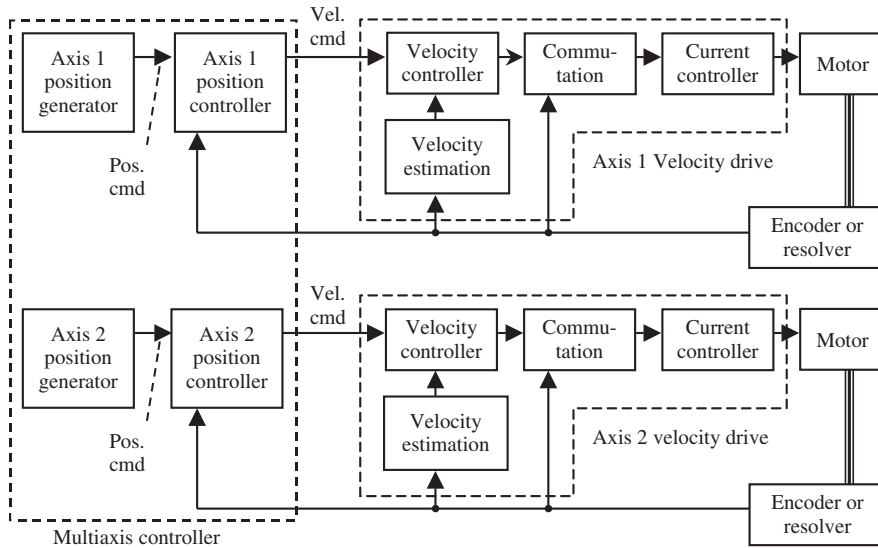 Vel.
cmd
Axis 1
position
generator
Axis 1
position
controller
Velocity
controller
Commu-
tation
Current
controller
Motor
Pos.
cmd
Velocity
estimation
Axis 1 Velocity drive
Encoder or
resolver
Vel.
cmd
Axis 2
position
generator
Axis 2
position
controller
Velocity
controller
Commu-
tation
Current
controller
Motor
Pos.
cmd
Velocity
estimation
Axis 2 velocity drive
Encoder or
resolver
Multiaxis controller